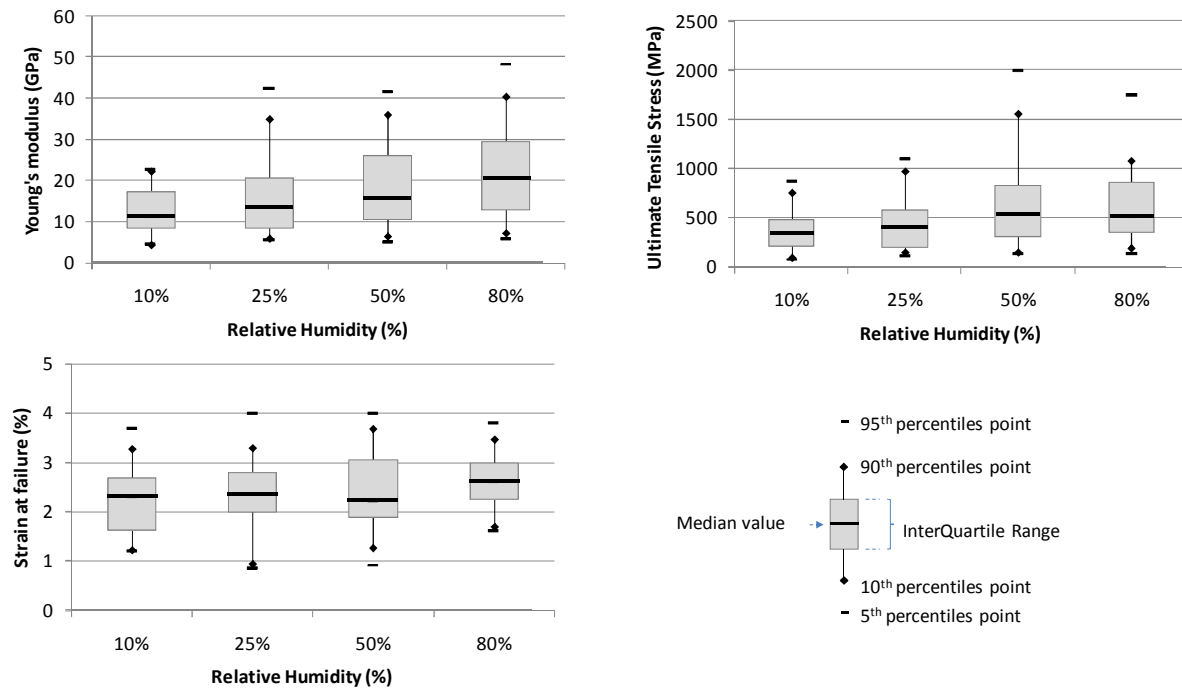 60
50
40
30
20
10
0
Young's modulus (GPa)
10% 25% 50% 80%
Relative Humidity (%)
2500
2000
1500
1000
500
0
Ultimate Tensile Stress (MPa)
10% 25% 50% 80%
Relative Humidity (%)
5
4
3
2
1
0
Strain at failure (%)
10% 25% 50% 80%
Relative Humidity (%)
95th percentiles point
90th percentiles point
Median value
InterQuartile Range
10th percentiles point
5th percentiles point